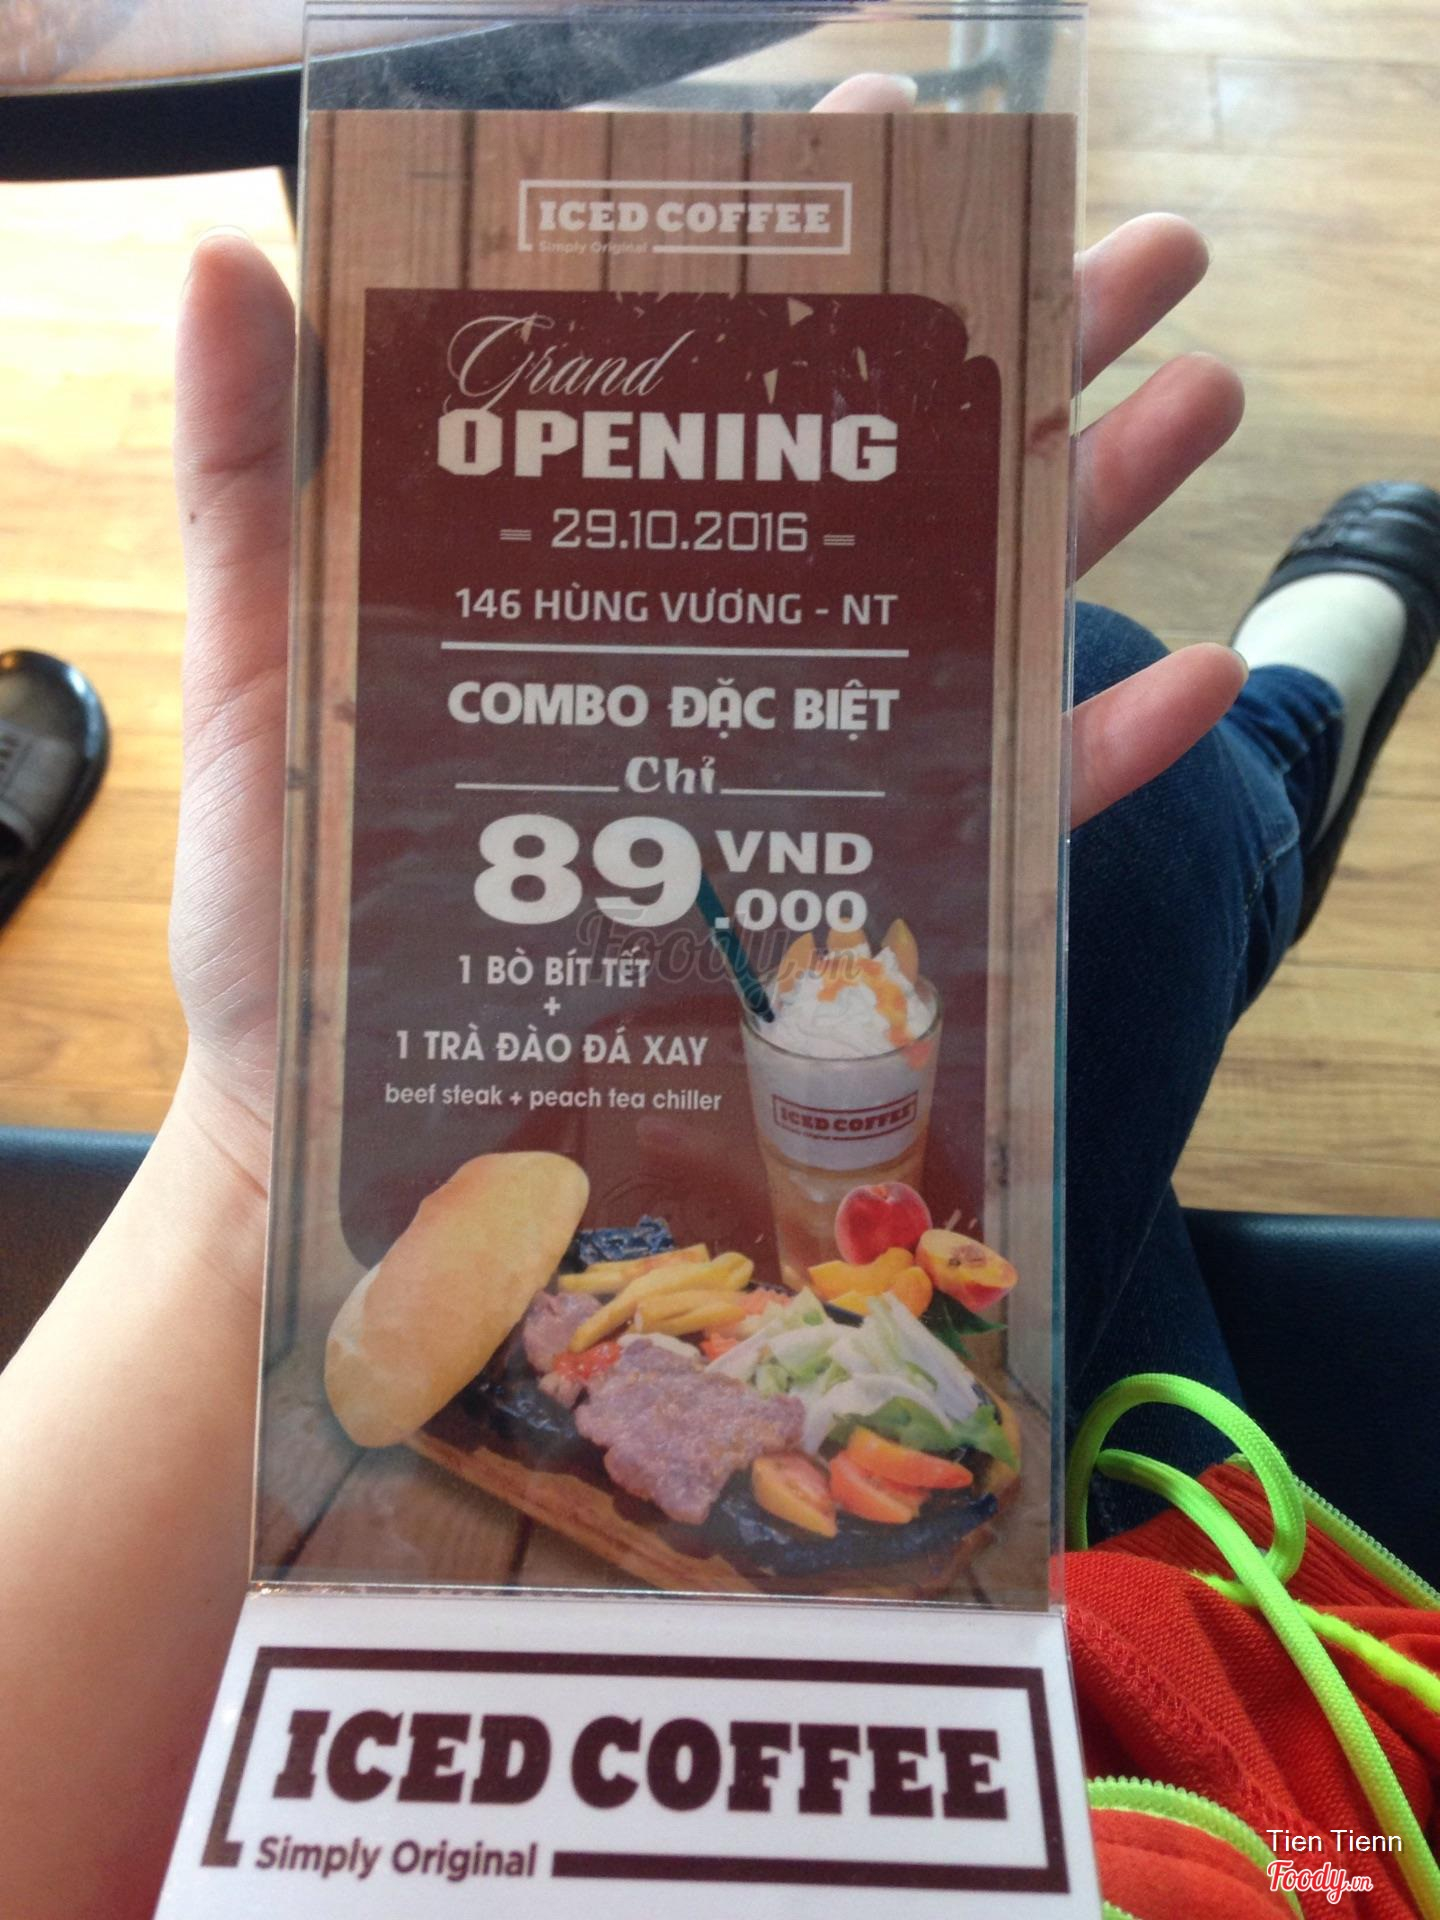 ICED COFFEE
Simply Original
Grand
OPENING
29.10.2016
146 HÙNG VƯƠNG - NT
COMBO ĐẶC BIỆT
Chỉ
89.000 VND
1 BÒ BÍT TẾT
+
1 TRÀ ĐÀO ĐÁ XAY
beef steak + peach tea chiller
Foody.vn
ICED COFFEE
ICED COFFEE
Simply Original
Tien Tienn
Foody.vn